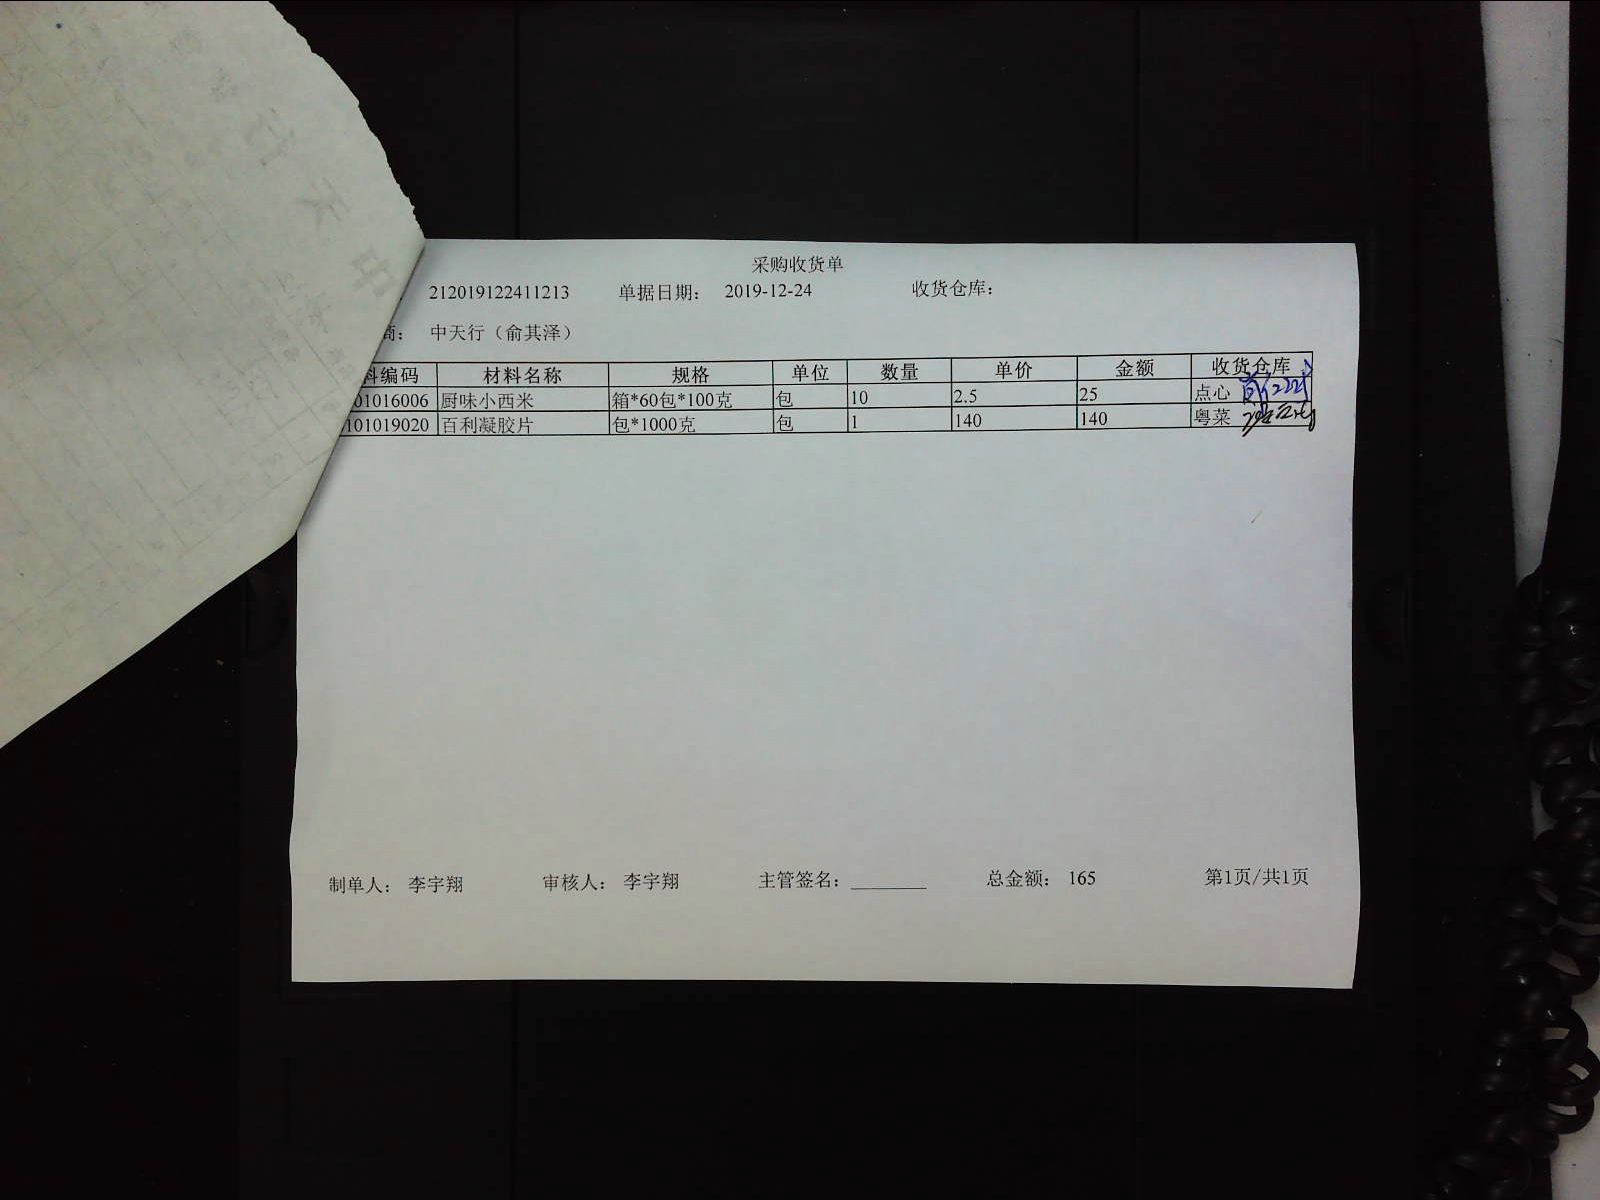 采购收货单
212019122411213 单据日期： 2019-12-24 收货仓库：
商： 中天行（俞其泽）
料编码 材料名称 规格 单位 数量 单价 金额 收货仓库
01016006 厨味小西米 箱*60包*100克 包 10 2.5 25 点心
101019020 百利凝胶片 包*1000克 包 1 140 140 粤菜
制单人： 李宇翔 审核人： 李宇翔 主管签名：________ 总金额： 165 第1页/共1页